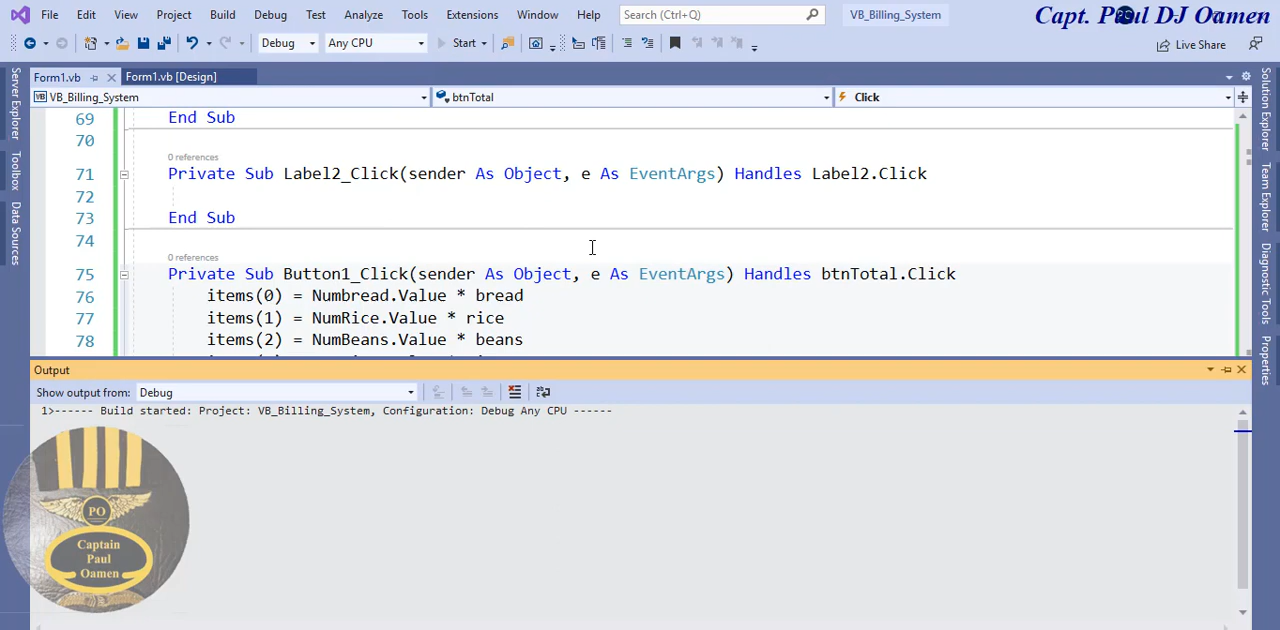 File Edit View Project Build Debug Test Analyze Tools Extensions Window Help Search (Ctrl+Q) VB_Billing_System
Capt. Paul DJ Oamen
Debug Any CPU Start Live Share
Form1.vb Form1.vb [Design]
VB_Billing_System btnTotal Click
Server Explorer
Toolbox
Data Sources
69 End Sub
70
0 references
71 Private Sub Label2_Click(sender As Object, e As EventArgs) Handles Label2.Click
72
73 End Sub
74
0 references
75 Private Sub Button1_Click(sender As Object, e As EventArgs) Handles btnTotal.Click
76 items(0) = Numbread.Value * bread
77 items(1) = NumRice.Value * rice
78 items(2) = NumBeans.Value * beans
Solution Explorer
Team Explorer
Diagnostic Tools
Properties
Output
Show output from: Debug
1>------ Build started: Project: VB_Billing_System, Configuration: Debug Any CPU ------
PO
Captain
Paul
Oamen